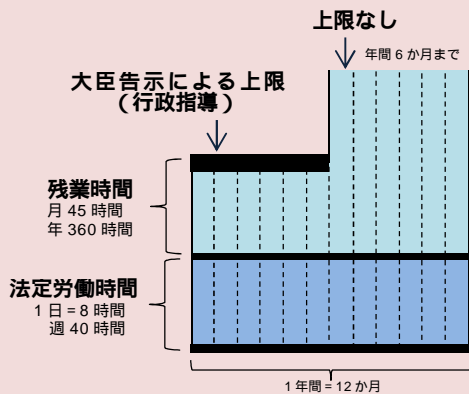 上限なし
年間 6 か月まで
大臣告示による上限
（行政指導）
残業時間
月 45 時間
年 360 時間
法定労働時間
1 日 = 8 時間
週 40 時間
1 年間 = 12 か月